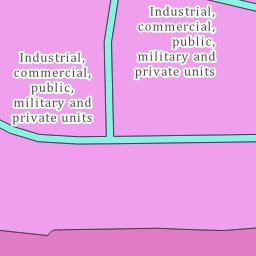 Industrial,
commercial,
public,
military and
private units
Industrial,
commercial,
public,
military and
private units